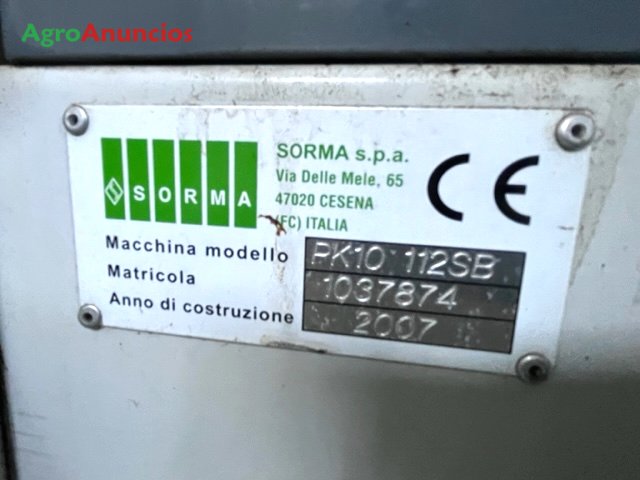 AgroAnuncios
SORMA
SORMA s.p.a.
Via Delle Mele, 65
47020 CESENA
(FC) ITALIA
CE
Macchina modello PK10 112SB
Matricola 1037874
Anno di costruzione 2007